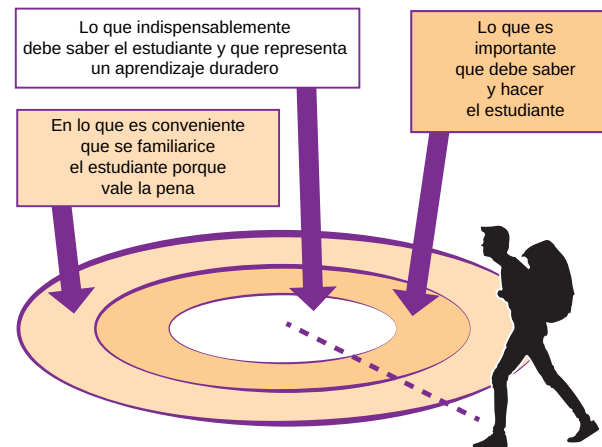 Lo que indispensablemente
debe saber el estudiante y que representa
un aprendizaje duradero
Lo que es
importante
que debe saber
y hacer
el estudiante
En lo que es conveniente
que se familiarice
el estudiante porque
vale la pena